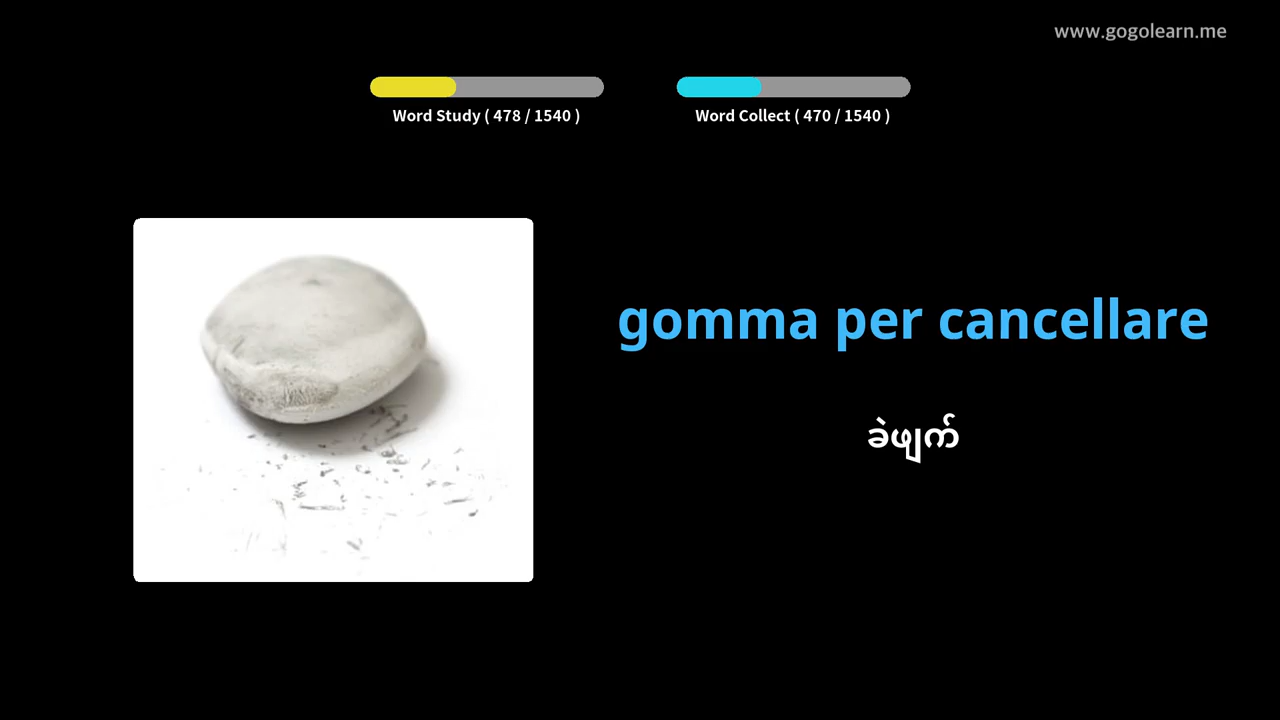 www.gogolearn.me
Word Study ( 478 / 1540 )
Word Collect ( 470 / 1540 )
gomma per cancellare
ခဲဖျက်